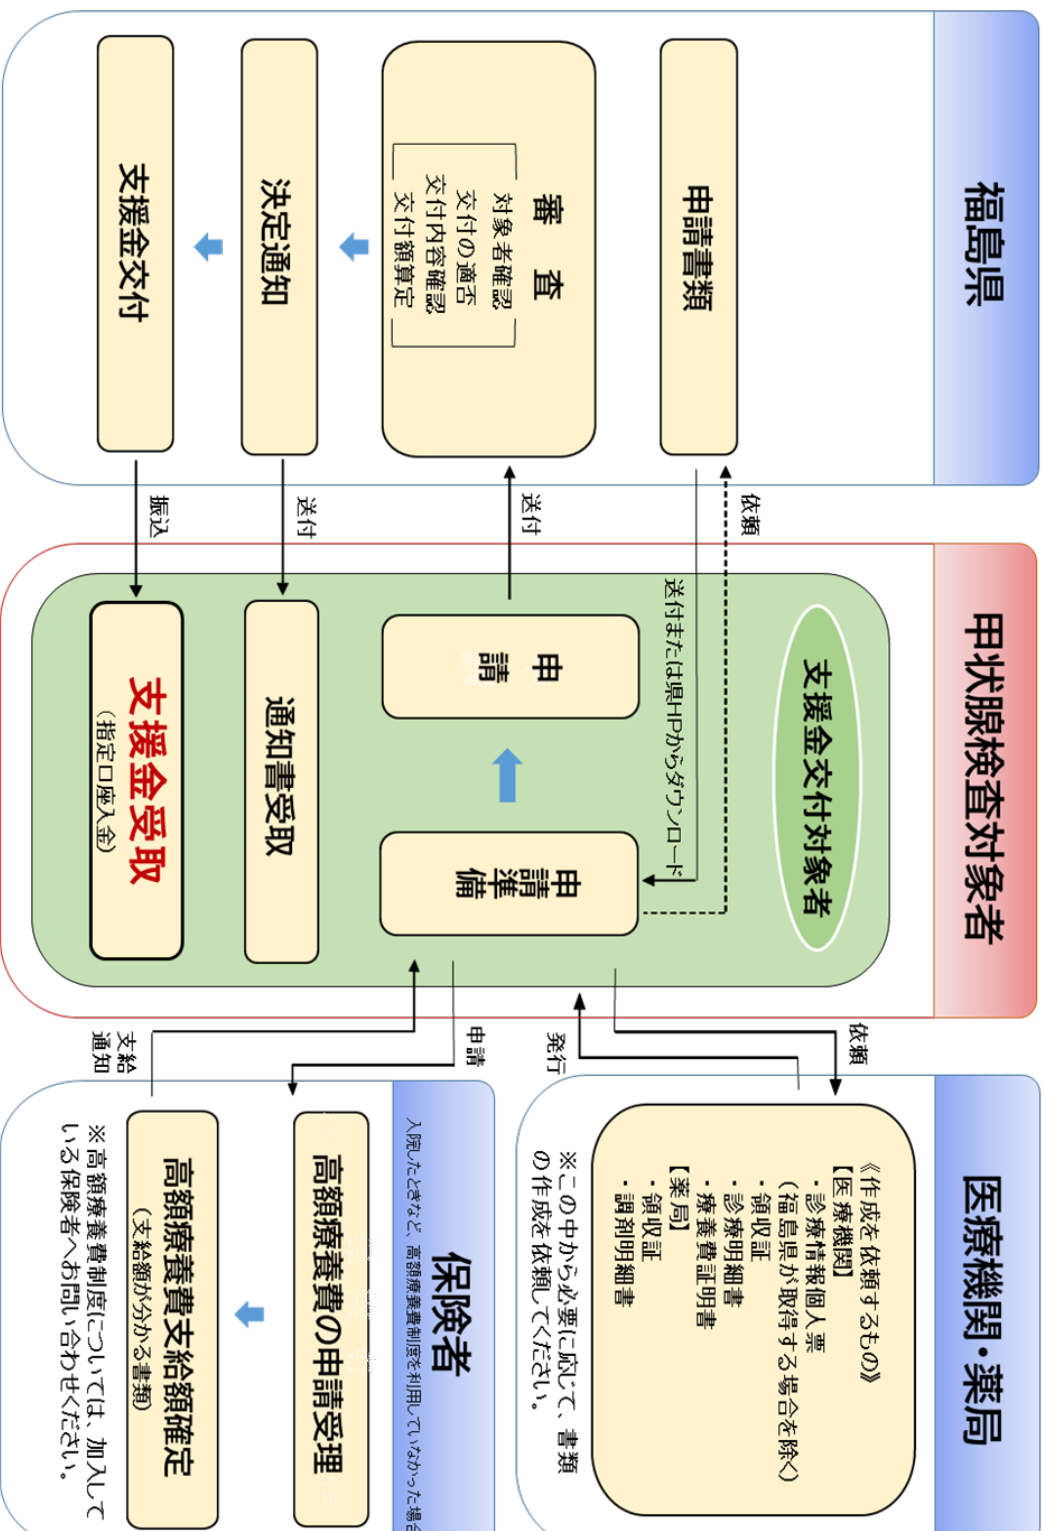 福島県
申請書類
審　査
対象者確認
交付の適否
交付内容確認
交付額算定
決定通知
支援金交付
依頼
送付または県HPからダウンロード
送付
送付
振込
甲状腺検査対象者
支援金交付対象者
申請準備
申請
通知書受取
支援金受取
（指定口座入金）
依頼
発行
申請
支給
通知
医療機関・薬局
《作成を依頼するもの》
【医療機関】
・診療情報個人票
（福島県が取得する場合を除く）
・領収証
・診療明細書
・療養費証明書
【薬局】
・領収証
・調剤明細書
※この中から必要に応じて、書類
の作成を依頼してください。
保険者
入院したときなど、高額療養費制度を利用していなかった場合
高額療養費の申請受理
高額療養費支給額確定
（支給額が分かる書類）
※高額療養費制度については、加入して
いる保険者へお問い合わせください。